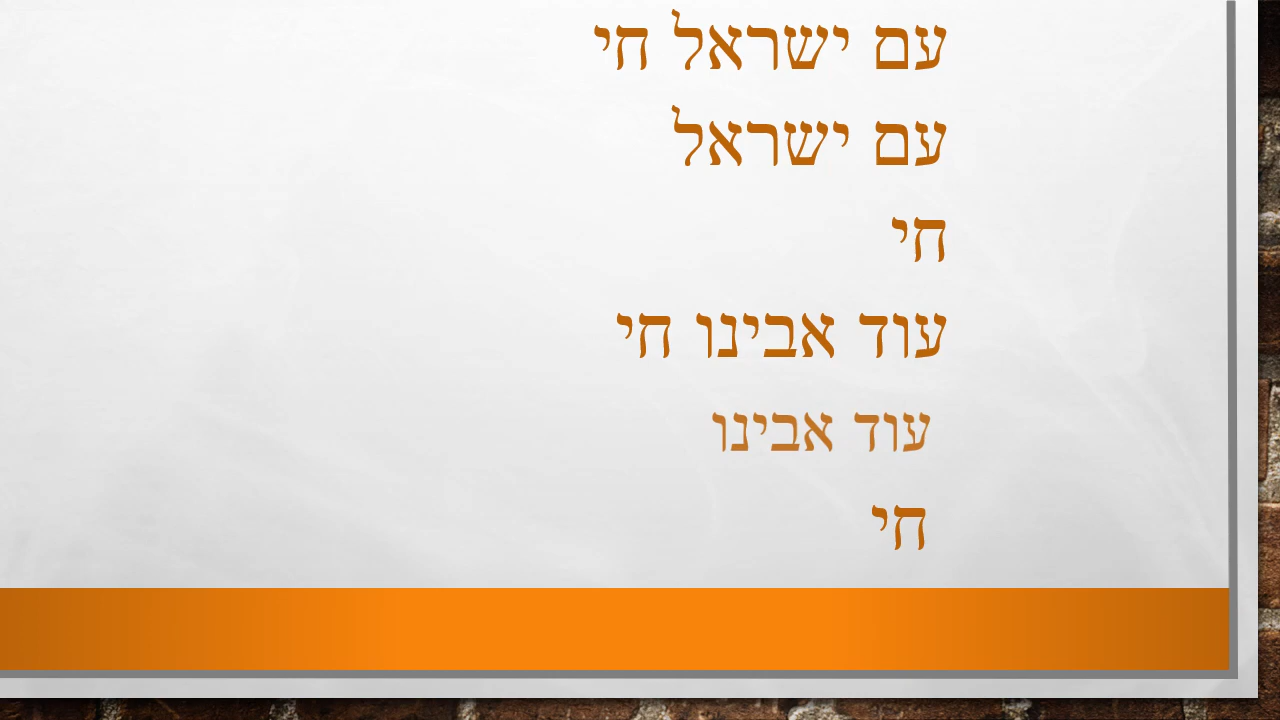 עם ישראל חי
עם ישראל
חי
עוד אבינו חי
עוד אבינו
חי